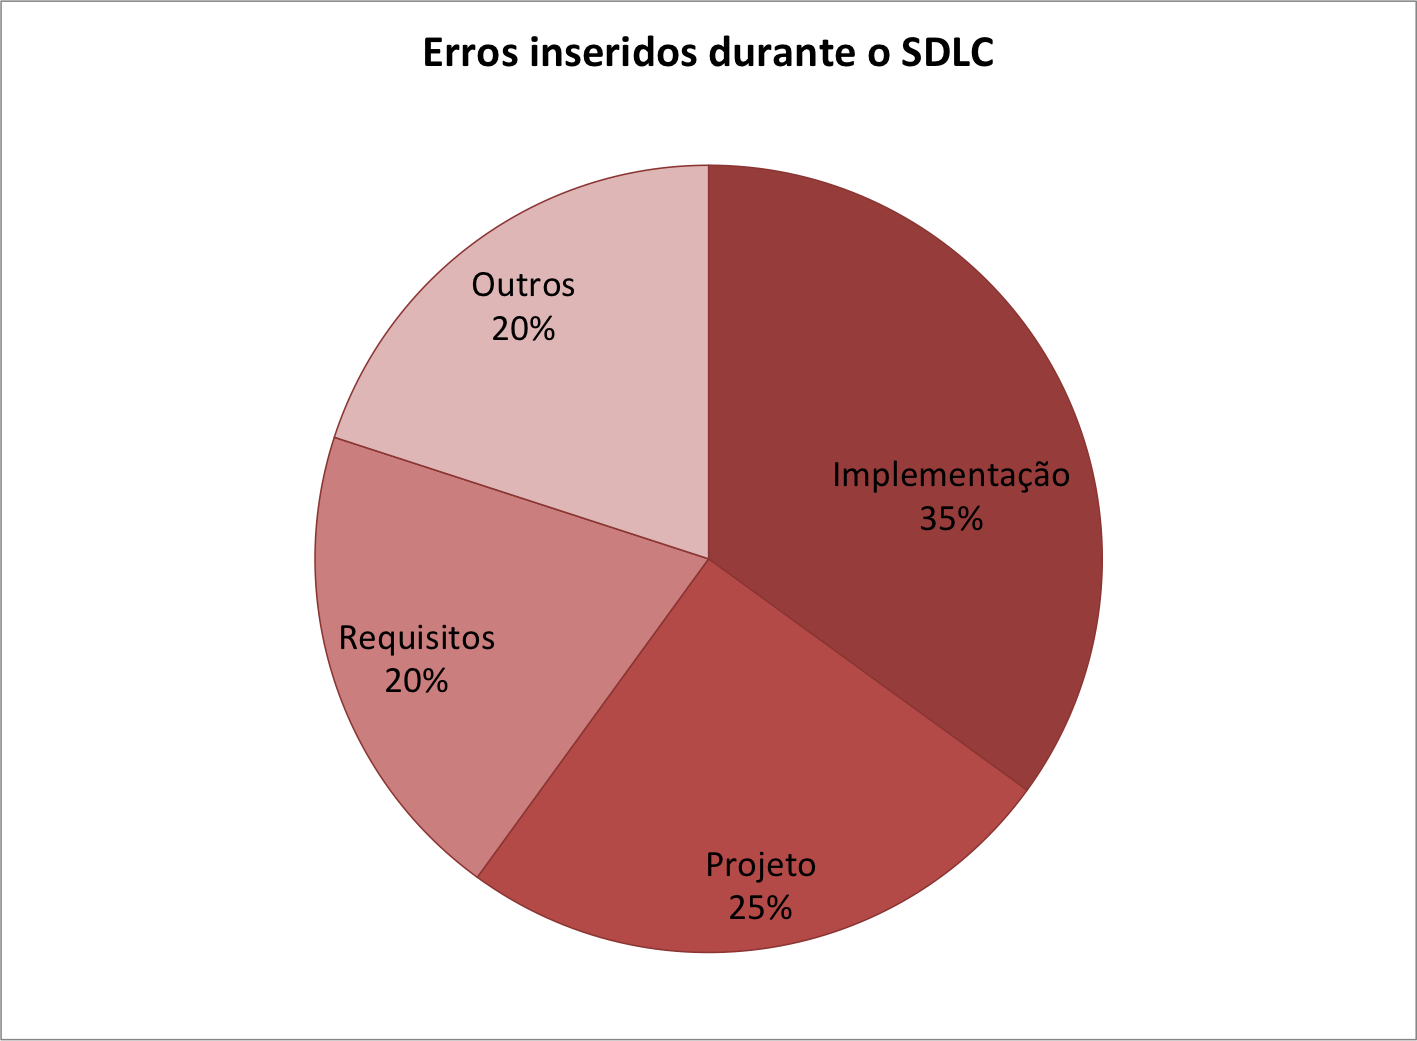 Erros inseridos durante o SDLC
Outros
20%
Implementação
35%
Requisitos
20%
Projeto
25%